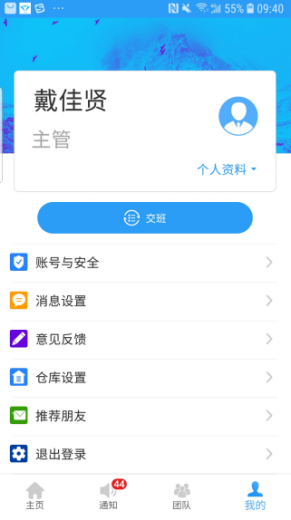 55% 09:40
戴佳贤
主管
个人资料
交班
账号与安全
消息设置
意见反馈
仓库设置
推荐朋友
退出登录
44
主页 通知 团队 我的